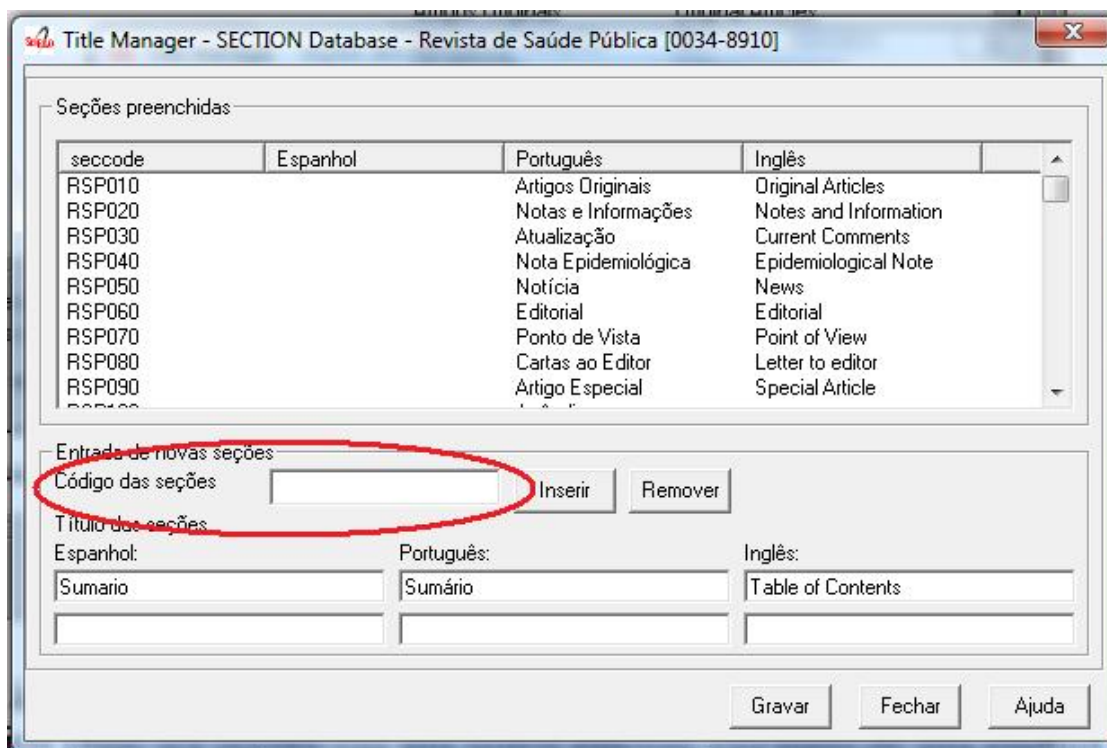 SciELO Title Manager - SECTION Database - Revista de Saúde Pública [0034-8910] X
Seções preenchidas
seccode Espanhol Português Inglês
RSP010 Artigos Originais Original Articles
RSP020 Notas e Informações Notes and Information
RSP030 Atualização Current Comments
RSP040 Nota Epidemiológica Epidemiological Note
RSP050 Notícia News
RSP060 Editorial Editorial
RSP070 Ponto de Vista Point of View
RSP080 Cartas ao Editor Letter to editor
RSP090 Artigo Especial Special Article
Entrada de novas seções
Código das seções Inserir Remover
Título das seções
Espanhol: Português: Inglês:
Sumario Sumário Table of Contents
Gravar Fechar Ajuda